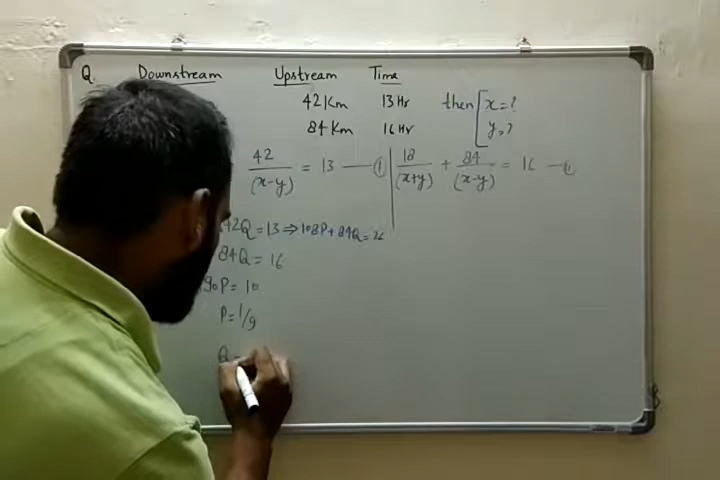 Q. Downstream Upstream Time
42 Km 13 Hr then x = ?
84 Km 16 Hr y = ?
42/(x-y) = 13 — ① 18/(x+y) + 84/(x-y) = 16 — ⑪
42Q = 13 ⇒ 108P + 84Q = 26
84Q = 16
90P = 10
P = 1/9
Q =